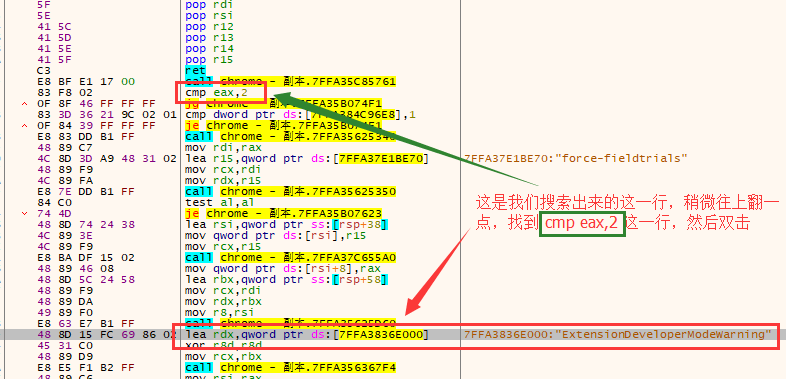 5F pop rdi
5E pop rsi
41 5C pop r12
41 5D pop r13
41 5E pop r14
41 5F pop r15
C3 ret
E8 BF E1 17 00 call chrome - 副本.7FFA35C85761
83 F8 02 cmp eax,2
0F 8F 46 FF FF FF jg chrome - 副本.7FFA35B074F1
83 3D 36 21 9C 02 01 cmp dword ptr ds:[7FFA384C96E8],1
0F 84 39 FF FF FF je chrome - 副本.7FFA35B074F1
E8 83 DD B1 FF call chrome - 副本.7FFA35625340
48 89 C7 mov rdi,rax
4C 8D 3D A9 48 31 02 lea r15,qword ptr ds:[7FFA37E1BE70] 7FFA37E1BE70:"force-fieldtrials"
48 89 F9 mov rcx,rdi
4C 89 FA mov rdx,r15
E8 7E DD B1 FF call chrome - 副本.7FFA35625350
84 C0 test al,al
74 4D je chrome - 副本.7FFA35B07623
48 8D 74 24 38 lea rsi,qword ptr ss:[rsp+38]
4C 89 3E mov qword ptr ds:[rsi],r15
4C 89 F9 mov rcx,r15
E8 BA DF 15 02 call chrome - 副本.7FFA37C655A0
48 89 46 08 mov qword ptr ds:[rsi+8],rax
48 8D 5C 24 58 lea rbx,qword ptr ss:[rsp+58]
48 89 F9 mov rcx,rdi
48 89 DA mov rdx,rbx
49 89 F0 mov r8,rsi
E8 63 E7 B1 FF call chrome - 副本.7FFA35625D60
48 8D 15 FC 69 86 02 lea rdx,qword ptr ds:[7FFA3836E000] 7FFA3836E000:"ExtensionDeveloperModeWarning"
45 31 C0 xor r8d,r8d
48 89 D9 mov rcx,rbx
E8 E5 F1 B2 FF call chrome - 副本.7FFA356367F4
48 89 C6 mov rsi,rax
这是我们搜索出来的这一行，稍微往上翻一
点，找到 cmp eax,2 这一行，然后双击